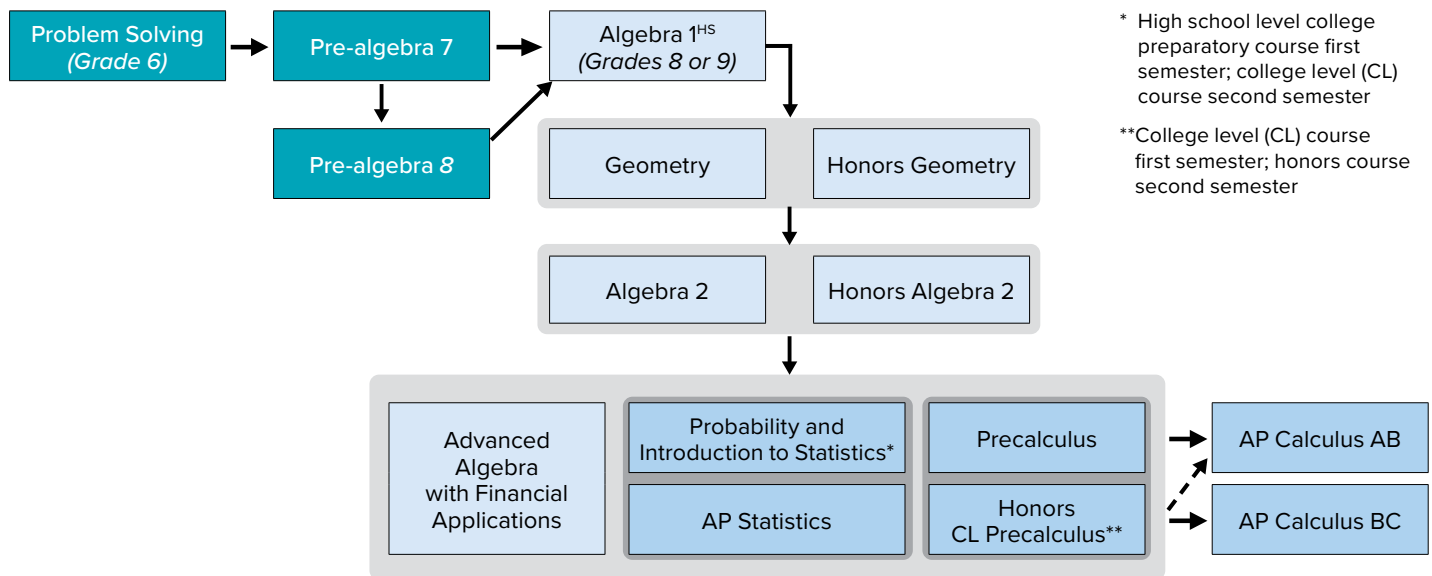 Problem Solving
(Grade 6)
Pre-algebra 7
Algebra 1HS
(Grades 8 or 9)
Pre-algebra 8
Geometry
Honors Geometry
Algebra 2
Honors Algebra 2
Advanced
Algebra
with Financial
Applications
Probability and
Introduction to Statistics*
AP Statistics
Precalculus
Honors
CL Precalculus**
AP Calculus AB
AP Calculus BC
* High school level college
preparatory course first
semester; college level (CL)
course second semester
**College level (CL) course
first semester; honors course
second semester